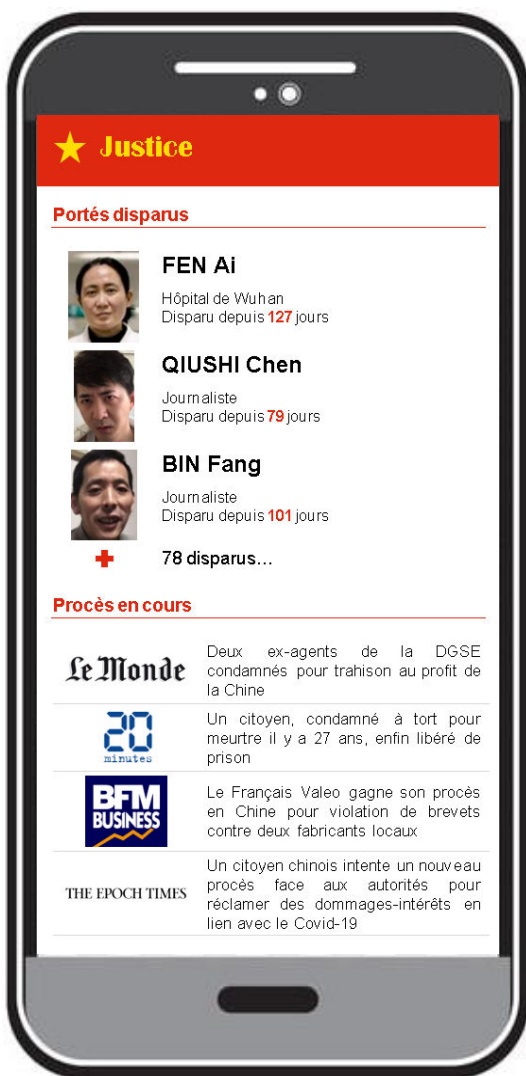 Justice
Portés disparus
FEN Ai
Hôpital de Wuhan
Disparu depuis 127 jours
QIUSHI Chen
Journaliste
Disparu depuis 79 jours
BIN Fang
Journaliste
Disparu depuis 101 jours
78 disparus...
Procès en cours
Le Monde
Deux ex-agents de la DGSE
condamnés pour trahison au profit de
la Chine
20
minutes
Un citoyen, condamné à tort pour
meurtre il y a 27 ans, enfin libéré de
prison
BFM
BUSINESS
Le Français Valeo gagne son procès
en Chine pour violation de brevets
contre deux fabricants locaux
THE EPOCH TIMES
Un citoyen chinois intente un nouveau
procès face aux autorités pour
réclamer des dommages-intérêts en
lien avec le Covid-19